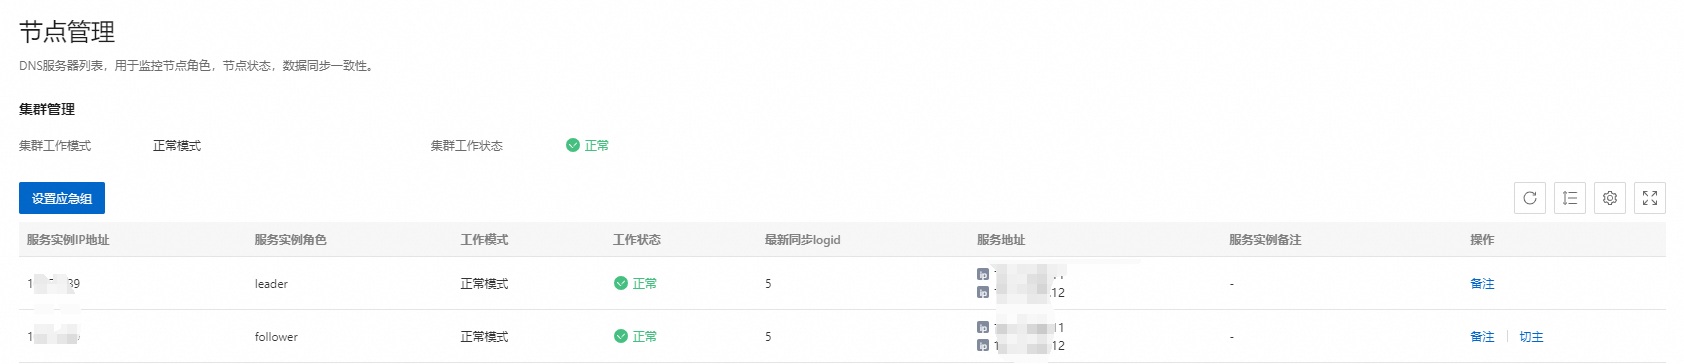 节点管理
DNS服务器列表，用于监控节点角色，节点状态，数据同步一致性。
集群管理
集群工作模式 正常模式 集群工作状态 正常
设置应急组
服务实例IP地址 服务实例角色 工作模式 工作状态 最新同步logid 服务地址 服务实例备注 操作
leader 正常模式 正常 5 ip - 备注
ip .12
follower 正常模式 正常 5 ip 11 - 备注 切主
ip 12